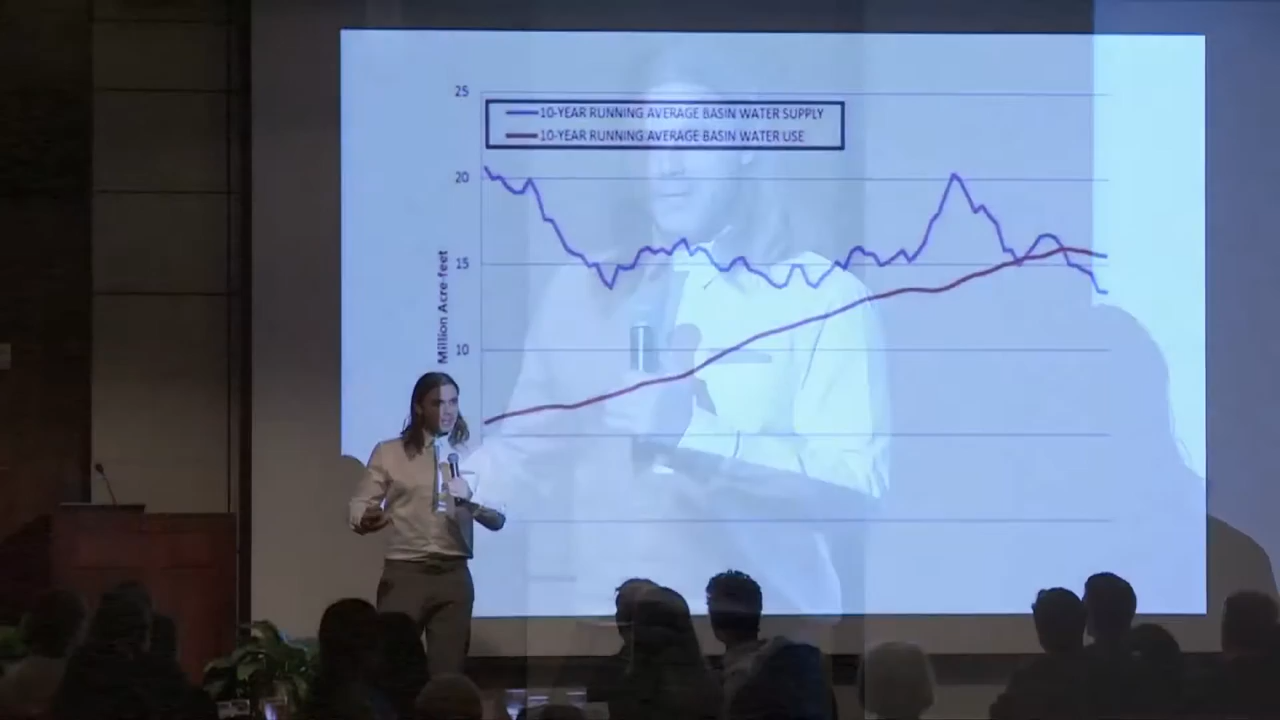 25
10-YEAR RUNNING AVERAGE BASIN WATER SUPPLY
10-YEAR RUNNING AVERAGE BASIN WATER USE
20
15
10
Million Acre-feet